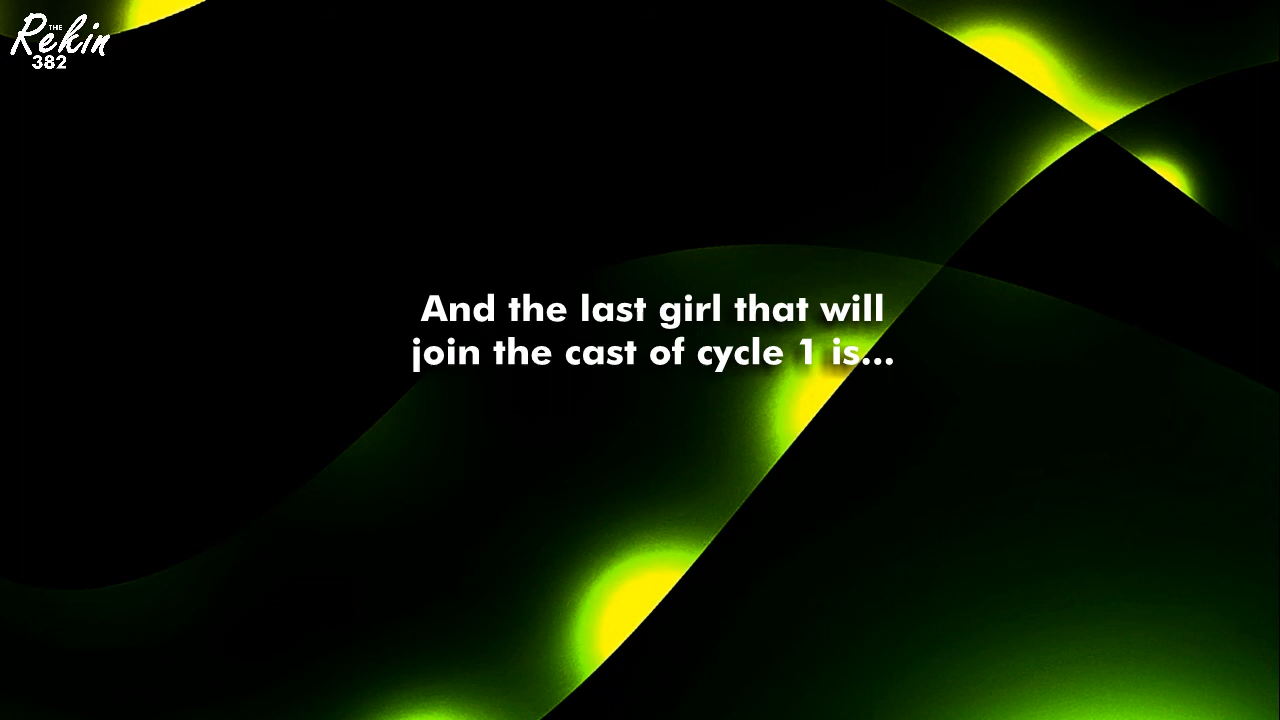 THE
Rekin
382
And the last girl that will
join the cast of cycle 1 is...